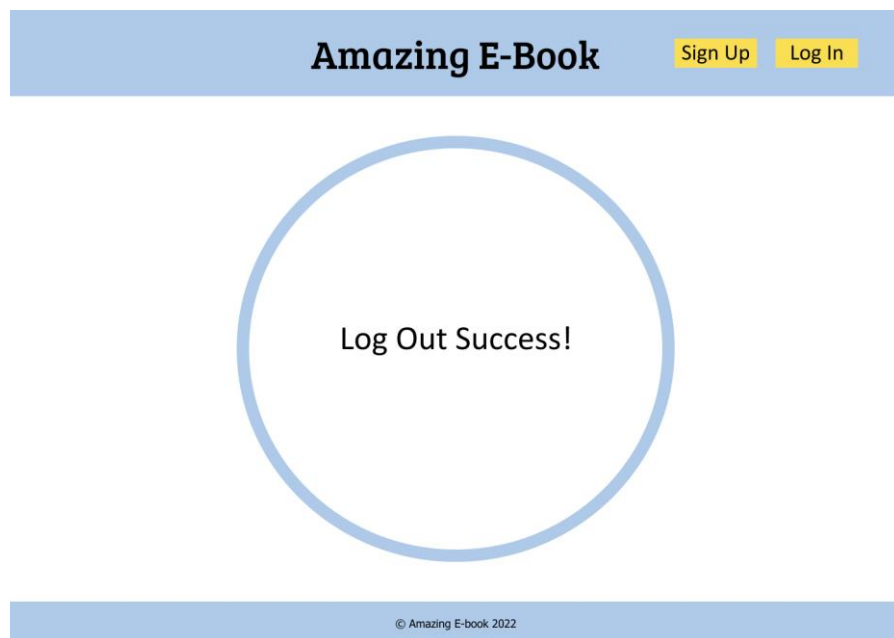 Amazing E-Book
Sign Up
Log In
Log Out Success!
© Amazing E-book 2022